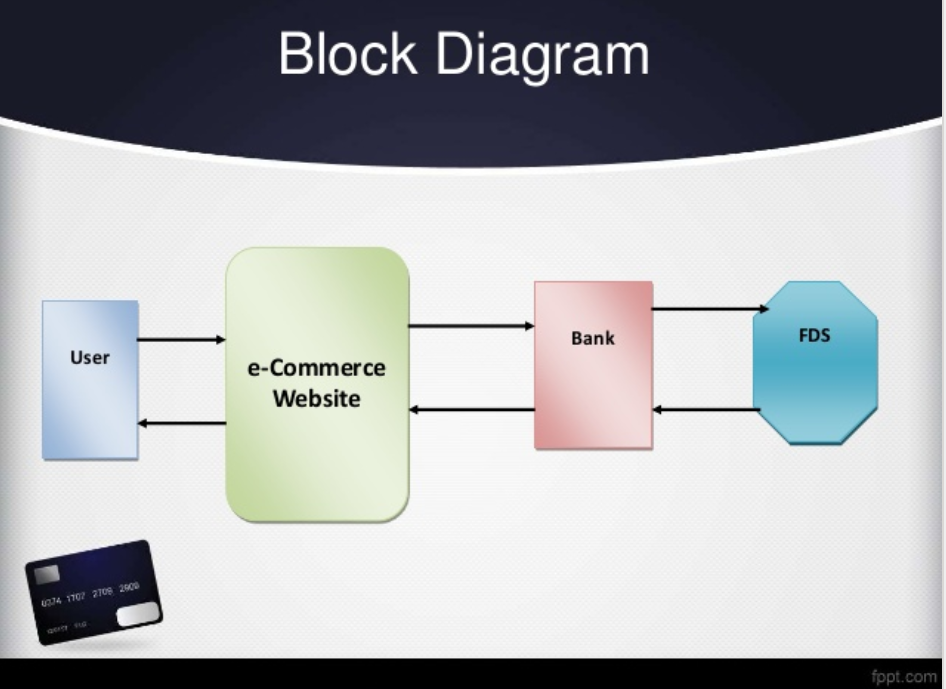 Block Diagram
User
e-Commerce
Website
Bank
FDS
fppt.com